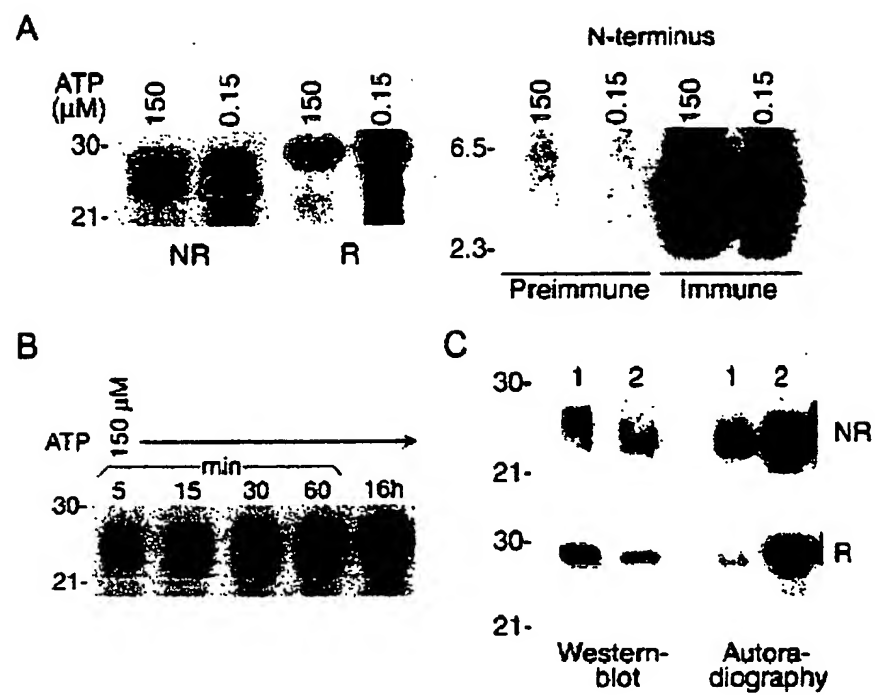 A
N-terminus
ATP
(μM)
150
0.15
150
0.15
150
0.15
150
0.15
30-
21-
NR
R
6.5-
2.3-
Preimmune
Immune
B
ATP
150 μM
min
5
15
30
60
16h
30-
21-
C
1
2
1
2
30-
21-
NR
30-
21-
R
Western-
blot
Autora-
diography